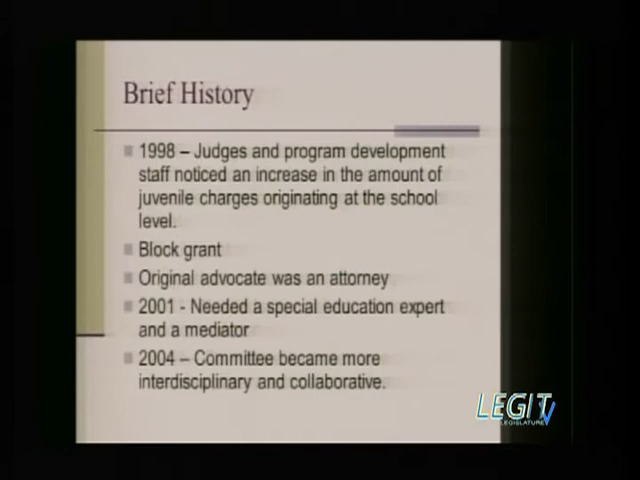 Brief History
1998 – Judges and program development
staff noticed an increase in the amount of
juvenile charges originating at the school
level.
Block grant
Original advocate was an attorney
2001 - Needed a special education expert
and a mediator
2004 – Committee became more
interdisciplinary and collaborative.
LEGIT
LEGISLATURE TV